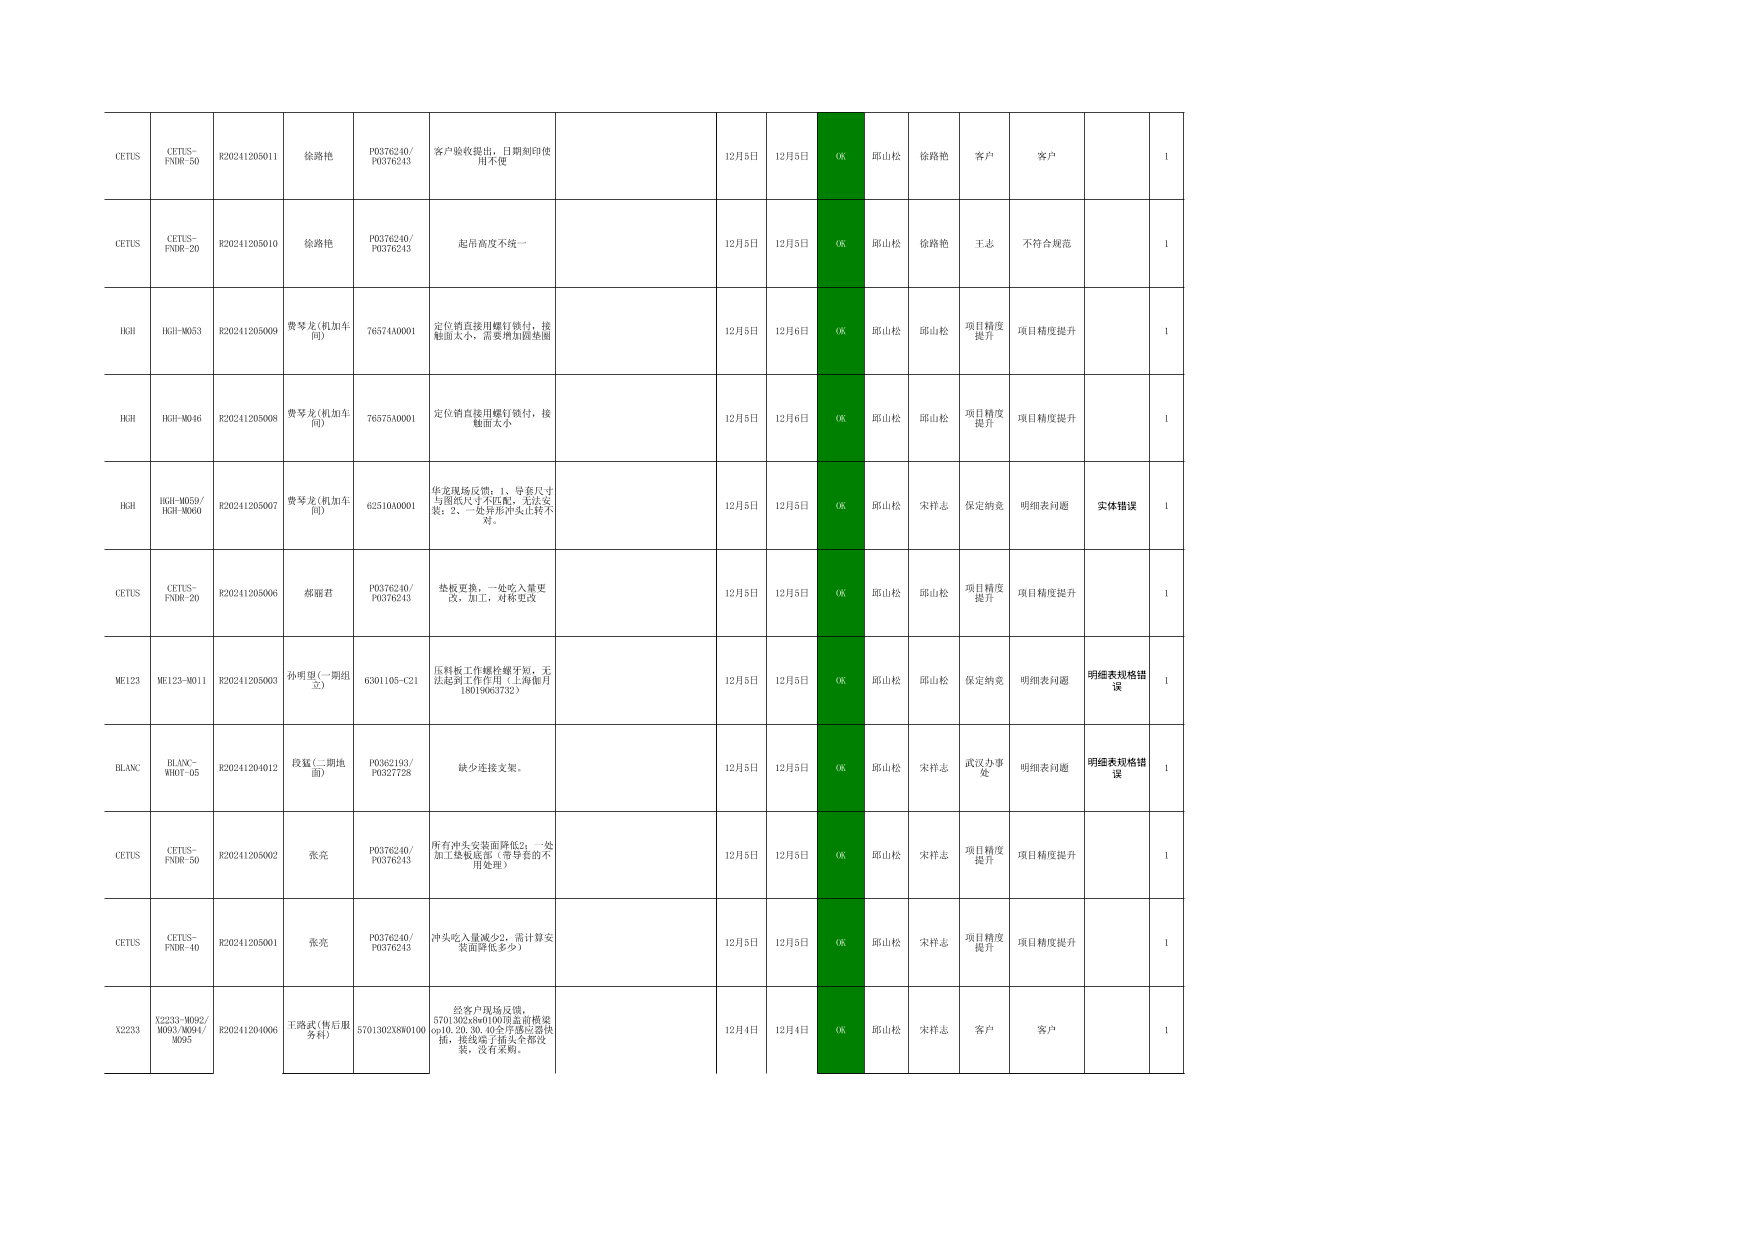 CETUS CETUS-FNDR-50 R20241205011 徐路艳 P0376240/P0376243 客户验收提出，日期刻印使用不便 12月5日 12月5日 OK 邱山松 徐路艳 客户 客户 1
CETUS CETUS-FNDR-20 R20241205010 徐路艳 P0376240/P0376243 起吊高度不统一 12月5日 12月5日 OK 邱山松 徐路艳 王志 不符合规范 1
HGH HGH-M053 R20241205009 费琴龙(机加车间) 76574A0001 定位销直接用螺钉锁付，接触面太小，需要增加圆垫圈 12月5日 12月6日 OK 邱山松 邱山松 项目精度提升 项目精度提升 1
HGH HGH-M046 R20241205008 费琴龙(机加车间) 76575A0001 定位销直接用螺钉锁付，接触面太小 12月5日 12月6日 OK 邱山松 邱山松 项目精度提升 项目精度提升 1
HGH HGH-M059/HGH-M060 R20241205007 费琴龙(机加车间) 62510A0001 华龙现场反馈：1、导套尺寸与图纸尺寸不匹配，无法安装；2、一处异形冲头止转不对。 12月5日 12月5日 OK 邱山松 宋祥志 保定纳竞 明细表问题 实体错误 1
CETUS CETUS-FNDR-20 R20241205006 郝丽君 P0376240/P0376243 垫板更换，一处吃入量更改，加工，对称更改 12月5日 12月5日 OK 邱山松 邱山松 项目精度提升 项目精度提升 1
ME123 ME123-M011 R20241205003 孙明望(一期组立) 6301105-C21 压料板工作螺栓螺牙短，无法起到工作作用（上海伽月18019063732） 12月5日 12月5日 OK 邱山松 邱山松 保定纳竞 明细表问题 明细表规格错误 1
BLANC BLANC-WHOT-05 R20241204012 段猛(二期地面) P0362193/P0327728 缺少连接支架。 12月5日 12月5日 OK 邱山松 宋祥志 武汉办事处 明细表问题 明细表规格错误 1
CETUS CETUS-FNDR-50 R20241205002 张亮 P0376240/P0376243 所有冲头安装面降低2；一处加工垫板底部（带导套的不用处理） 12月5日 12月5日 OK 邱山松 宋祥志 项目精度提升 项目精度提升 1
CETUS CETUS-FNDR-40 R20241205001 张亮 P0376240/P0376243 冲头吃入量减少2，需计算安装面降低多少） 12月5日 12月5日 OK 邱山松 宋祥志 项目精度提升 项目精度提升 1
X2233 X2233-M092/M093/M094/M095 R20241204006 王路武(售后服务科) 5701302X8W0100 经客户现场反馈，5701302x8w0100顶盖前横梁op10.20.30.40全序感应器快插，接线端子插头全都没装，没有采购。 12月4日 12月4日 OK 邱山松 宋祥志 客户 客户 1